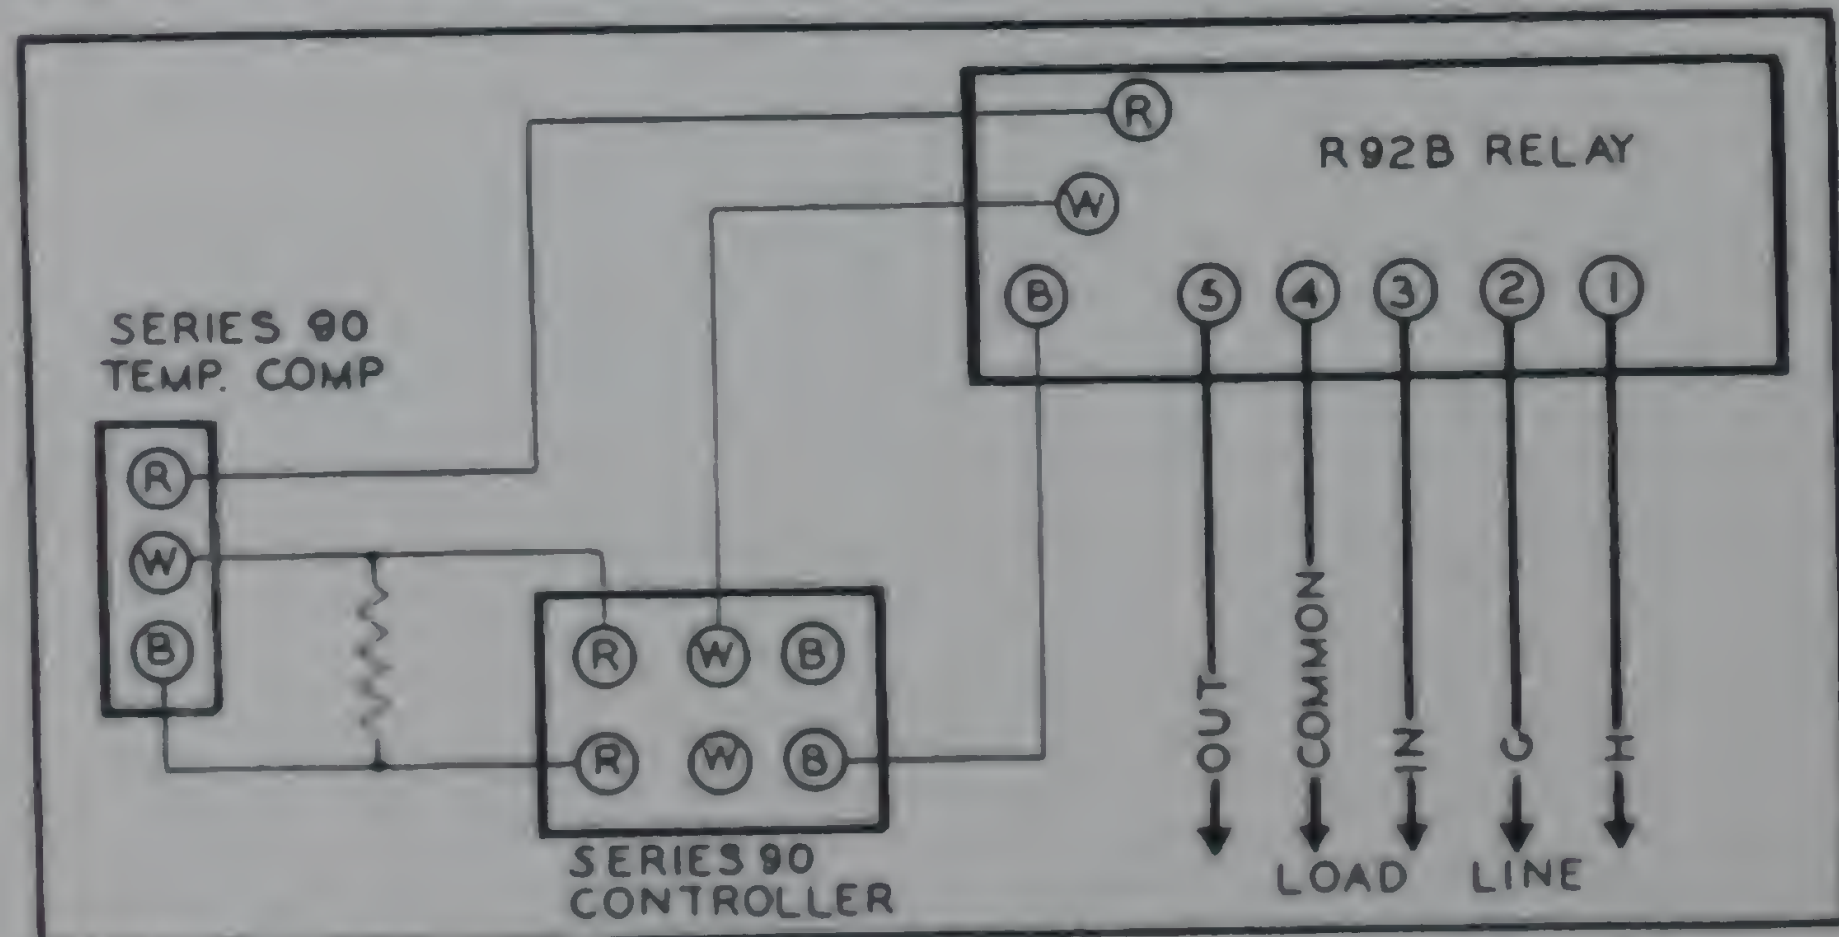 R
R92B RELAY
W
B
5
4
3
2
1
SERIES 90
TEMP. COMP
R
W
B
R
W
B
R
W
B
OUT
COMMON
IN
G
H
SERIES 90
CONTROLLER
LOAD
LINE